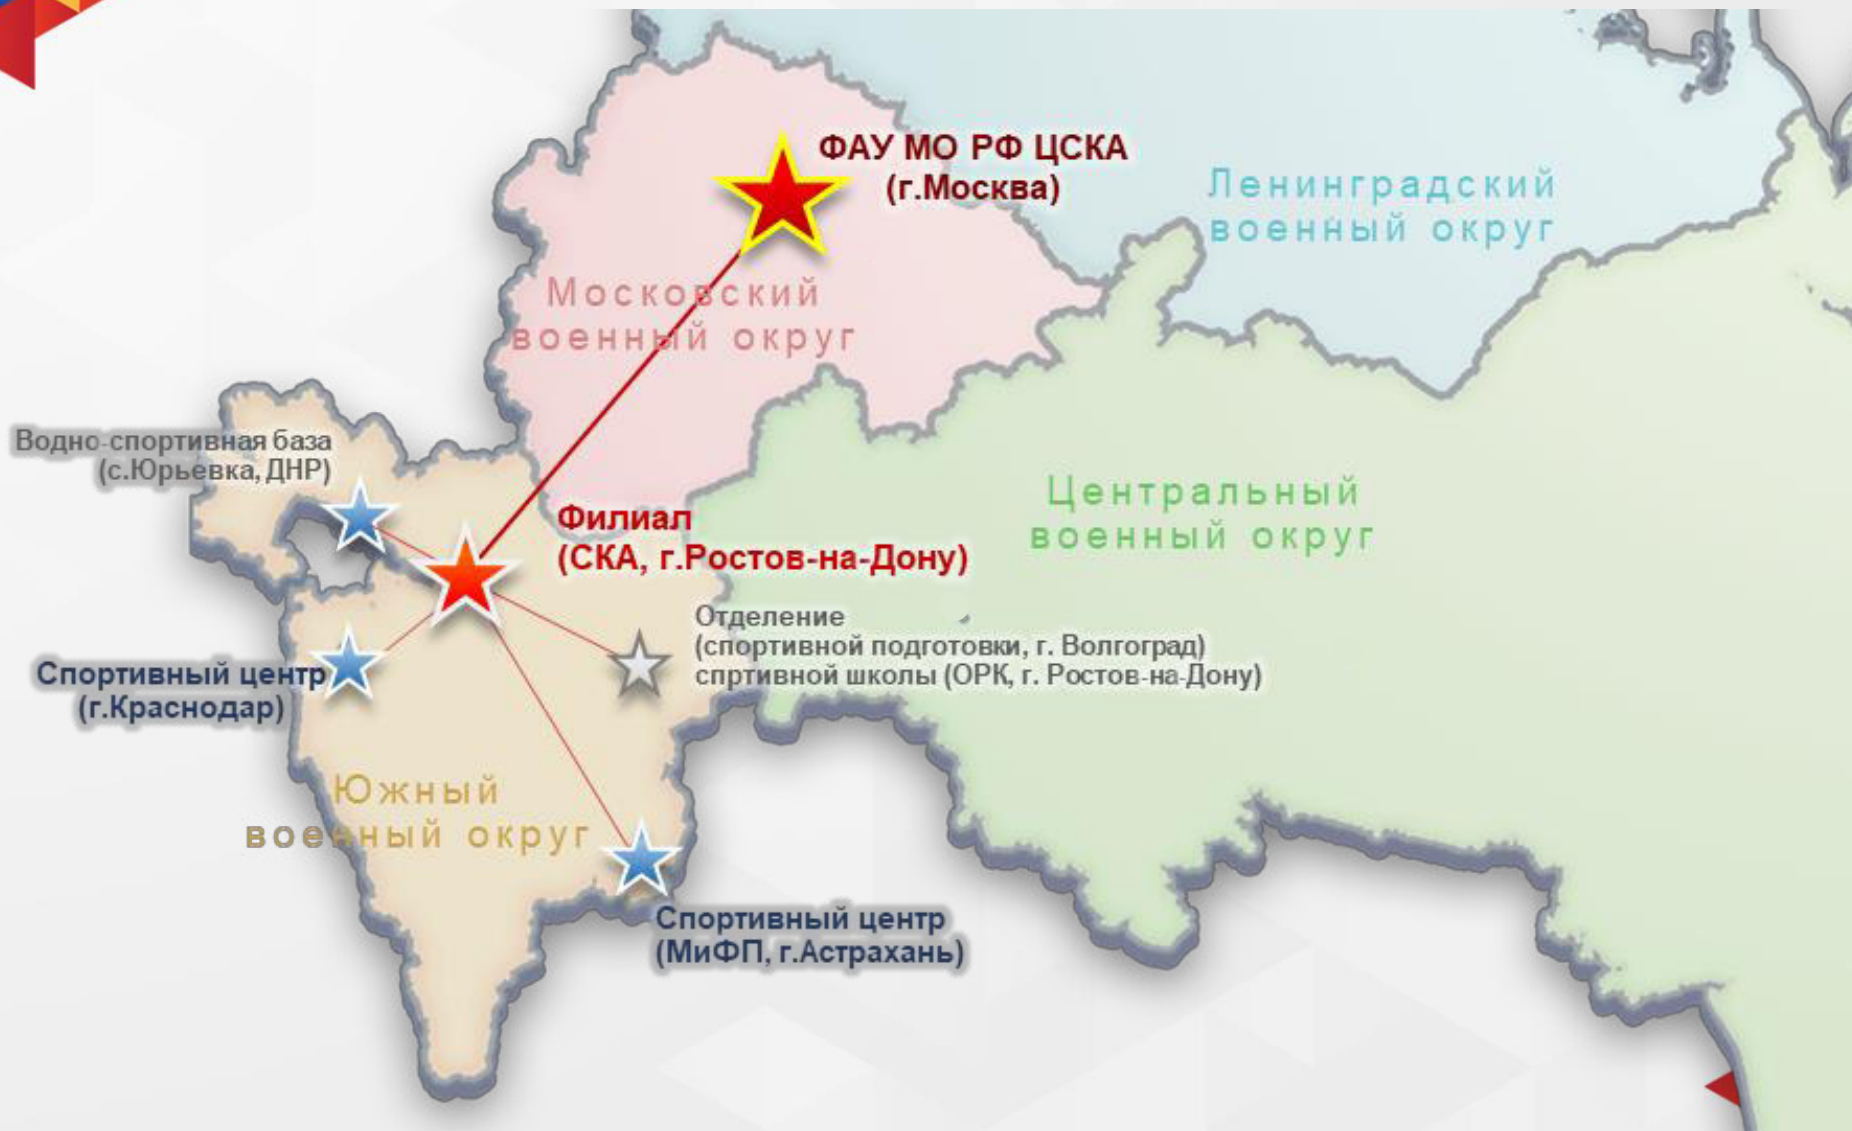 ФАУ МО РФ ЦСКА
(г.Москва)
Ленинградский
военный округ
Московский
военный округ
Водно-спортивная база
(с.Юрьевка, ДНР)
Филиал
(СКА, г.Ростов-на-Дону)
Центральный
военный округ
Отделение
(спортивной подготовки, г. Волгоград)
спртивной школы (ОРК, г. Ростов-на-Дону)
Спортивный центр
(г.Краснодар)
Южный
военный округ
Спортивный центр
(МиФП, г.Астрахань)